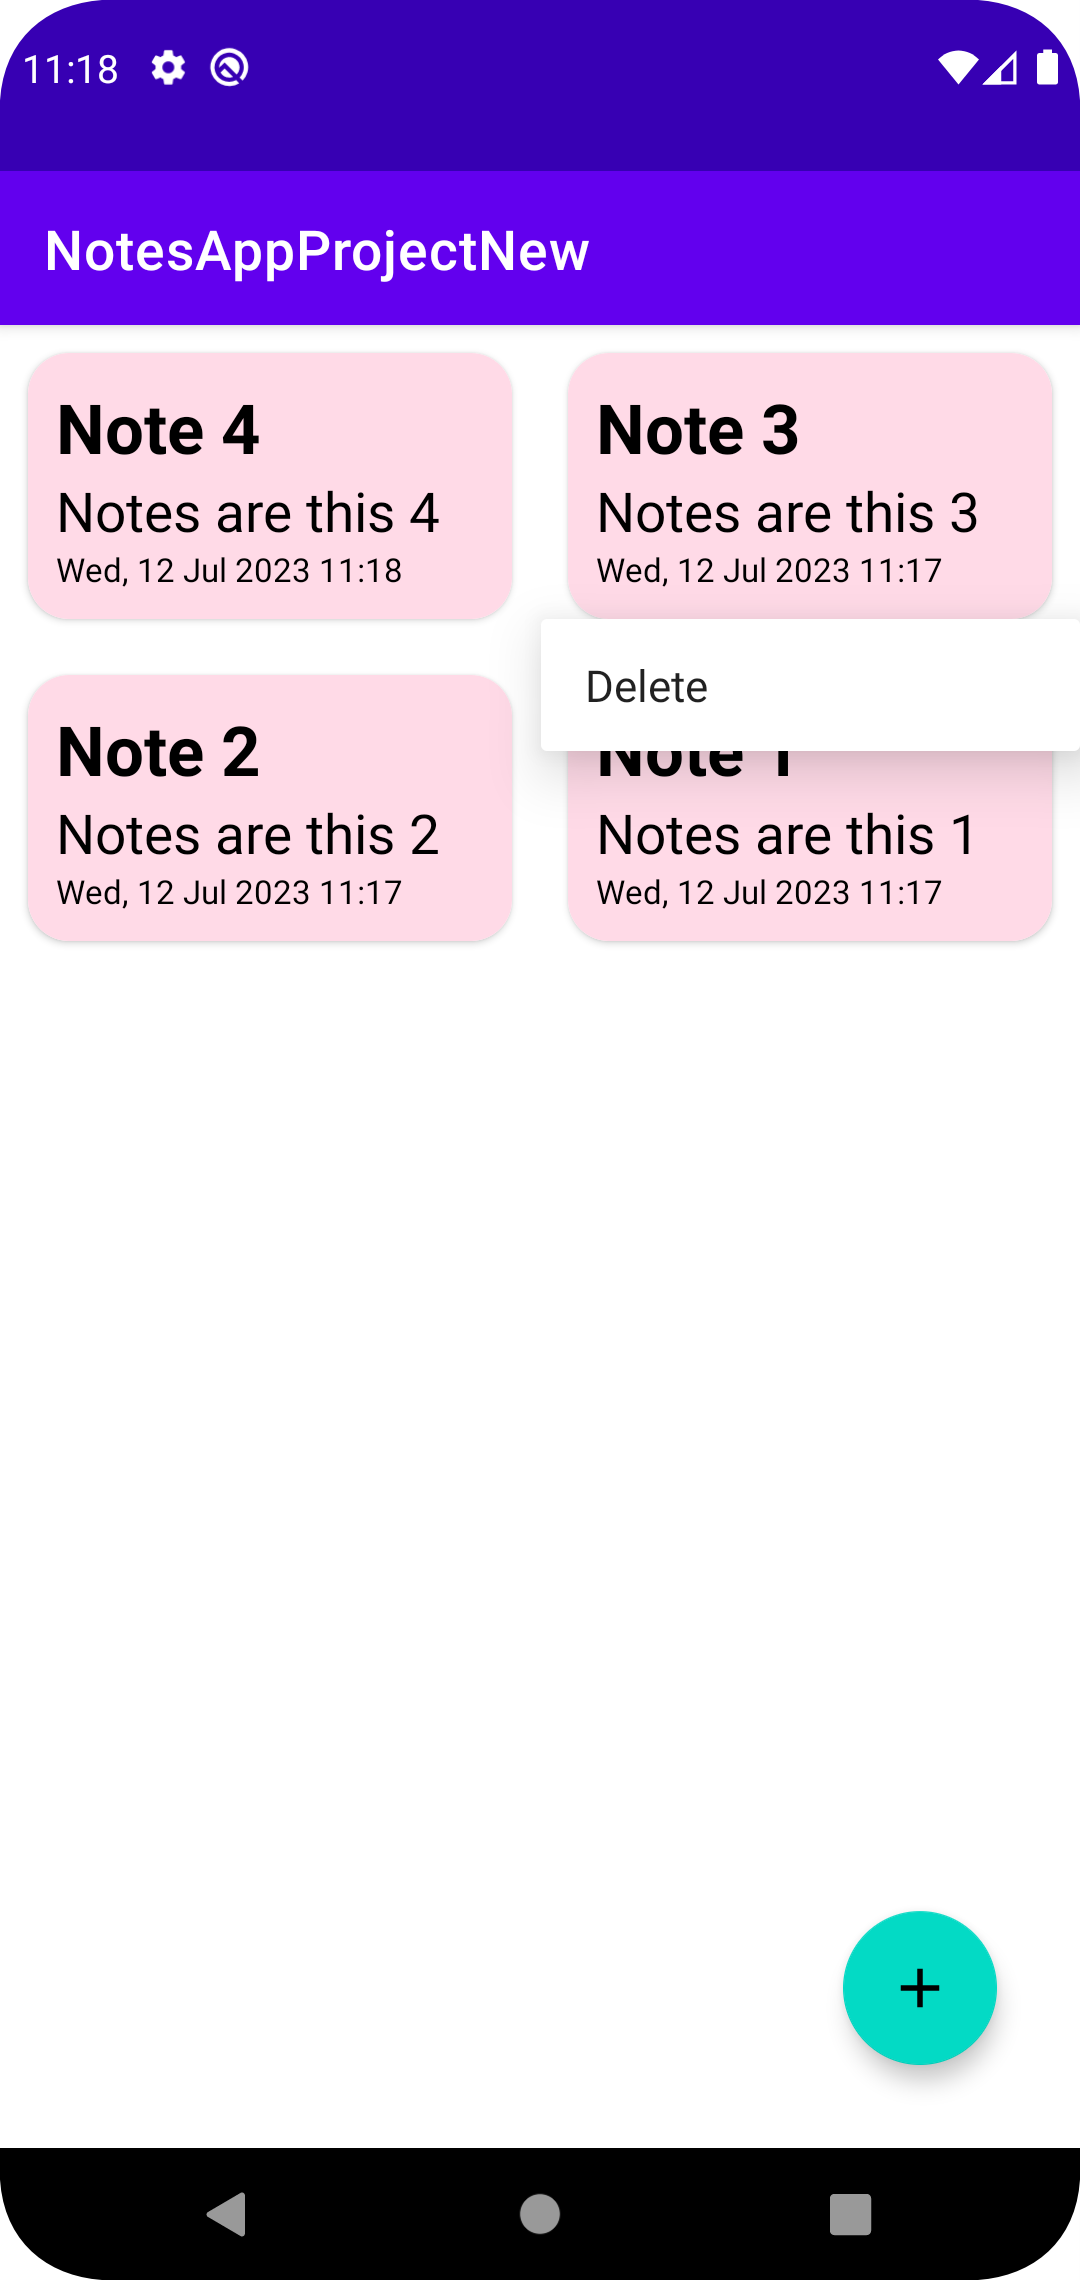 11:18
NotesAppProjectNew
Note 4
Notes are this 4
Wed, 12 Jul 2023 11:18
Note 3
Notes are this 3
Wed, 12 Jul 2023 11:17
Delete
Note 2
Notes are this 2
Wed, 12 Jul 2023 11:17
Note 1
Notes are this 1
Wed, 12 Jul 2023 11:17